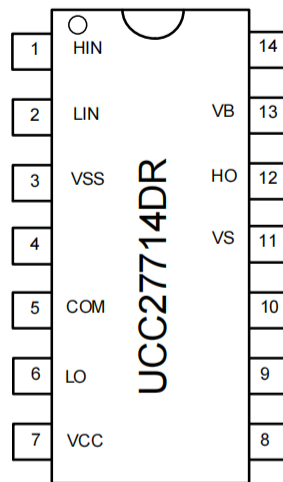 1 HIN 14
2 LIN VB 13
3 VSS HO 12
4 VS 11
5 COM 10
6 LO 9
7 VCC 8
UCC27714DR